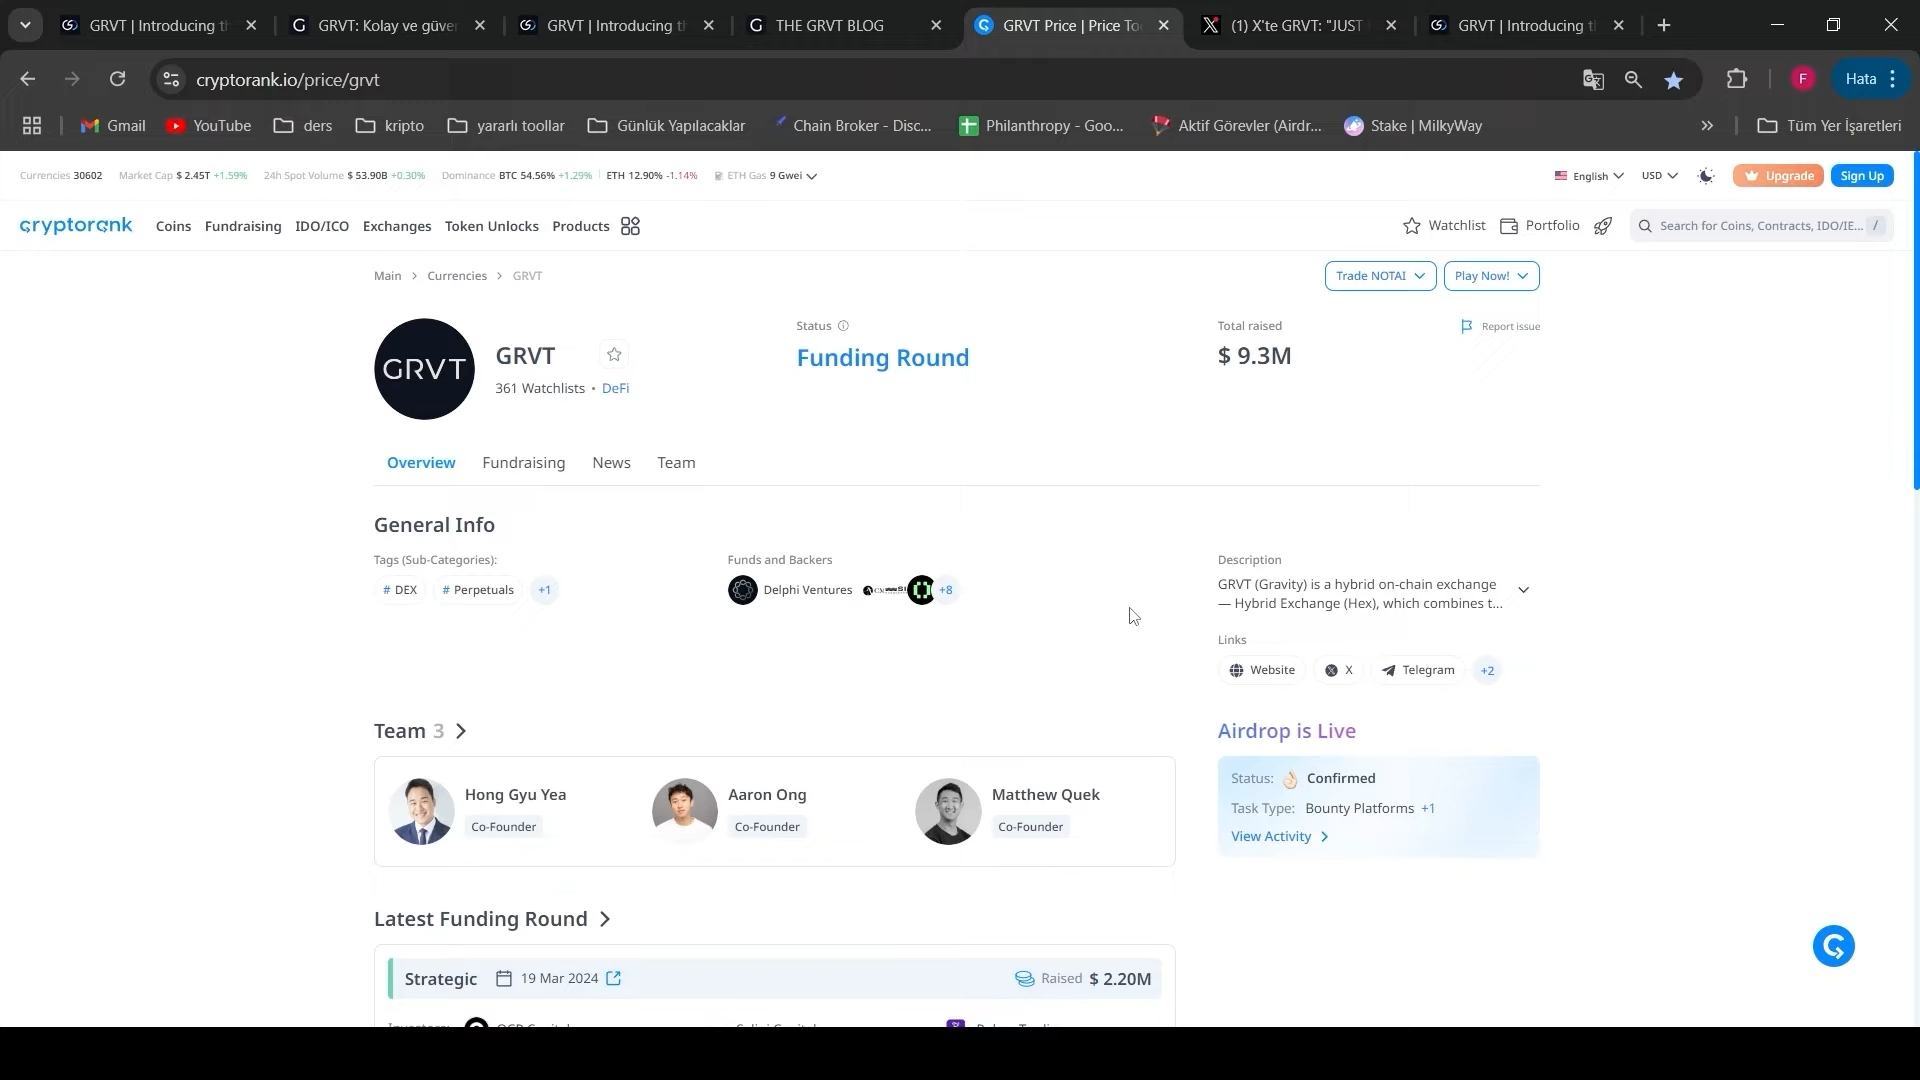 GRVT | Introducing t
GRVT: Kolay ve güver
GRVT | Introducing t
THE GRVT BLOG
GRVT Price | Price To
(1) X'te GRVT: "JUST
GRVT | Introducing t
cryptorank.io/price/grvt
F
Hata
Gmail
YouTube
ders
kripto
yararlı toollar
Günlük Yapılacaklar
Chain Broker - Disc...
Philanthropy - Goo...
Aktif Görevler (Airdr...
Stake | MilkyWay
»
Tüm Yer İşaretleri
Currencies 30602
Market Cap $ 2.45T +1.59%
24h Spot Volume $ 53.90B +0.30%
Dominance BTC 54.56% +1.29%
ETH 12.90% -1.14%
ETH Gas 9 Gwei
English
USD
Upgrade
Sign Up
cryptorank
Coins
Fundraising
IDO/ICO
Exchanges
Token Unlocks
Products
Watchlist
Portfolio
Search for Coins, Contracts, IDO/IE...
/
Main > Currencies > GRVT
Trade NOTAI
Play Now!
GRVT
GRVT
361 Watchlists • DeFi
Status
Funding Round
Total raised
$ 9.3M
Report issue
Overview
Fundraising
News
Team
General Info
Tags (Sub-Categories):
# DEX
# Perpetuals
+1
Funds and Backers
Delphi Ventures
+8
Description
GRVT (Gravity) is a hybrid on-chain exchange
— Hybrid Exchange (Hex), which combines t...
Links
Website
X
Telegram
+2
Team 3
Hong Gyu Yea
Co-Founder
Aaron Ong
Co-Founder
Matthew Quek
Co-Founder
Airdrop is Live
Status: Confirmed
Task Type: Bounty Platforms +1
View Activity
Latest Funding Round
Strategic
19 Mar 2024
Raised $ 2.20M